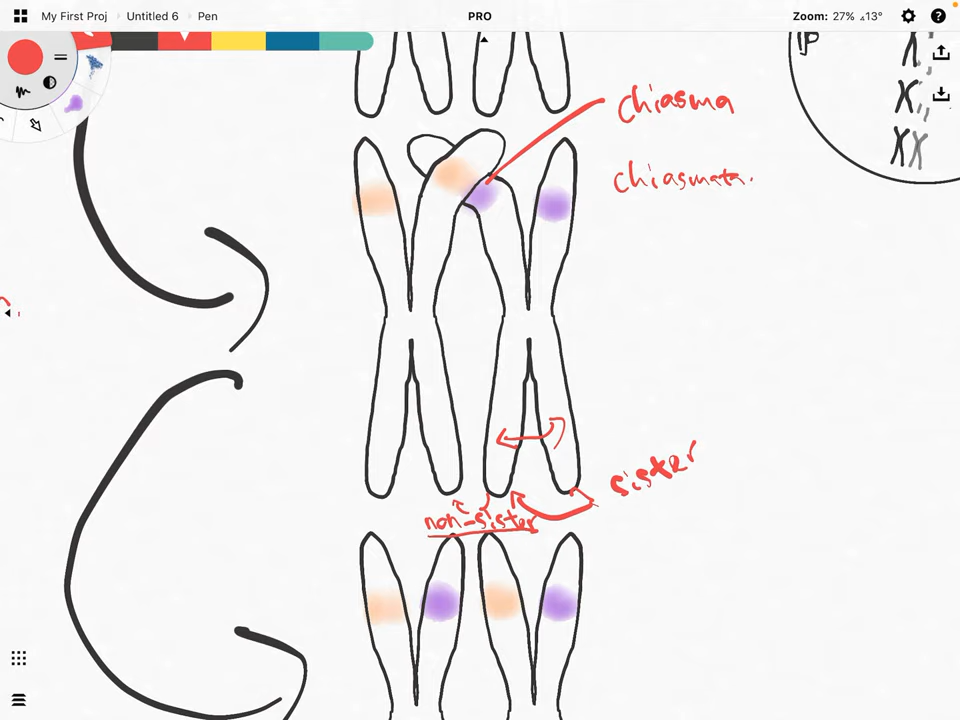 My First Proj Untitled 6 Pen PRO Zoom: 27% ⊿13°
chiasma
chiasmata.
sister
non-sister